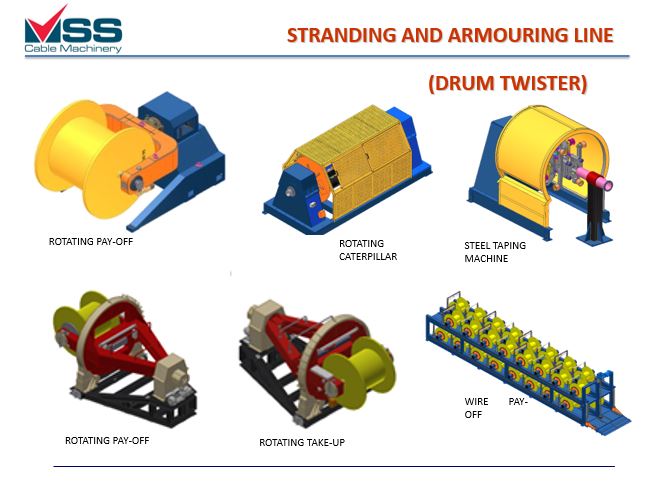 MSS
Cable Machinery
STRANDING AND ARMOURING LINE
(DRUM TWISTER)
ROTATING PAY-OFF
ROTATING
CATERPILLAR
STEEL TAPING
MACHINE
ROTATING PAY-OFF
ROTATING TAKE-UP
WIRE PAY-
OFF